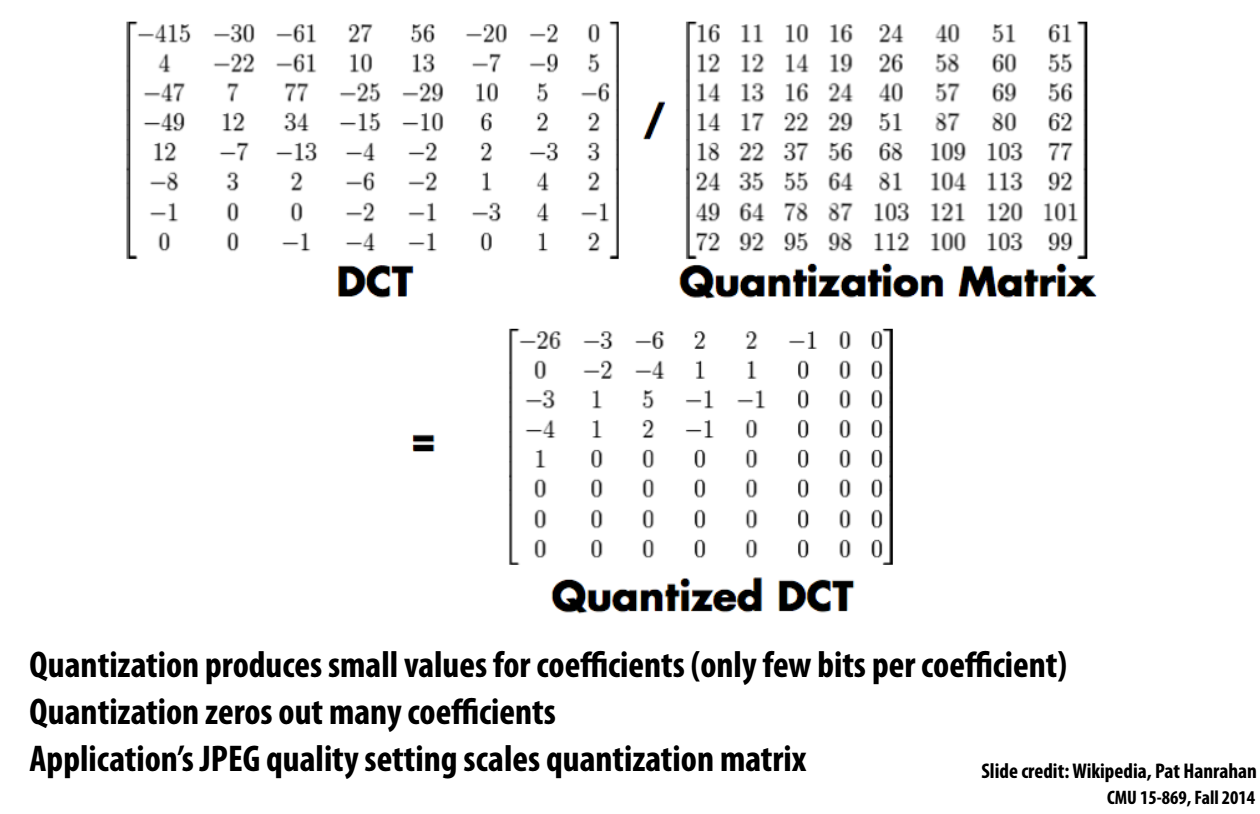 -415 -30 -61 27 56 -20 -2 0
4 -22 -61 10 13 -7 -9 5
-47 7 77 -25 -29 10 5 -6
-49 12 34 -15 -10 6 2 2
12 -7 -13 -4 -2 2 -3 3
-8 3 2 -6 -2 1 4 2
-1 0 0 -2 -1 -3 4 -1
0 0 -1 -4 -1 0 1 2
DCT
/
16 11 10 16 24 40 51 61
12 12 14 19 26 58 60 55
14 13 16 24 40 57 69 56
14 17 22 29 51 87 80 62
18 22 37 56 68 109 103 77
24 35 55 64 81 104 113 92
49 64 78 87 103 121 120 101
72 92 95 98 112 100 103 99
Quantization Matrix
=
-26 -3 -6 2 2 -1 0 0
0 -2 -4 1 1 0 0 0
-3 1 5 -1 -1 0 0 0
-4 1 2 -1 0 0 0 0
1 0 0 0 0 0 0 0
0 0 0 0 0 0 0 0
0 0 0 0 0 0 0 0
0 0 0 0 0 0 0 0
Quantized DCT
Quantization produces small values for coefficients (only few bits per coefficient)
Quantization zeros out many coefficients
Application's JPEG quality setting scales quantization matrix
Slide credit: Wikipedia, Pat Hanrahan
CMU 15-869, Fall 2014